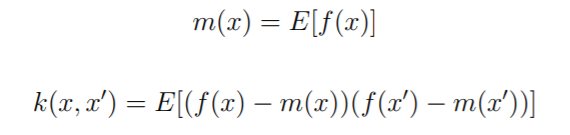 m(x) = E[f(x)]
k(x, x′) = E[(f(x) − m(x))(f(x′) − m(x′))]